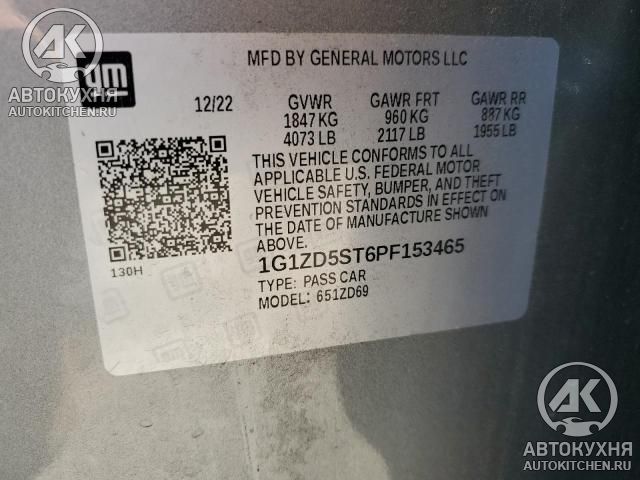 AK
АВТОКУХНЯ
AUTOKITCHEN.RU
gm
MFD BY GENERAL MOTORS LLC
12/22 GVWR GAWR FRT GAWR RR
1847 KG 960 KG 887 KG
4073 LB 2117 LB 1955 LB
THIS VEHICLE CONFORMS TO ALL
APPLICABLE U.S. FEDERAL MOTOR
VEHICLE SAFETY, BUMPER, AND THEFT
PREVENTION STANDARDS IN EFFECT ON
THE DATE OF MANUFACTURE SHOWN
ABOVE.
130H
1G1ZD5ST6PF153465
TYPE: PASS CAR
MODEL: 651ZD69
AK
АВТОКУХНЯ
AUTOKITCHEN.RU